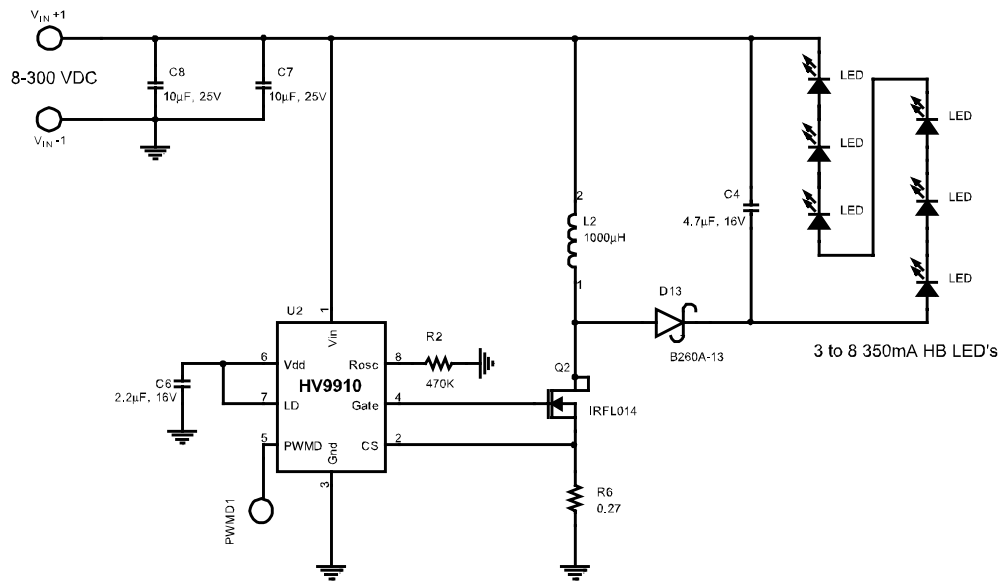 VIN +1
8-300 VDC
VIN -1
C8
10µF, 25V
C7
10µF, 25V
2
L2
1000µH
1
C4
4.7µF, 16V
LED
LED
LED
LED
LED
LED
D13
B260A-13
3 to 8 350mA HB LED's
U2
1
Vin
6
Vdd
C6
2.2µF, 16V
7
LD
5
PWMD
PWMD1
HV9910
Rosc
8
R2
470K
Gate
4
CS
2
Gnd
3
Q2
IRFL014
R6
0.27